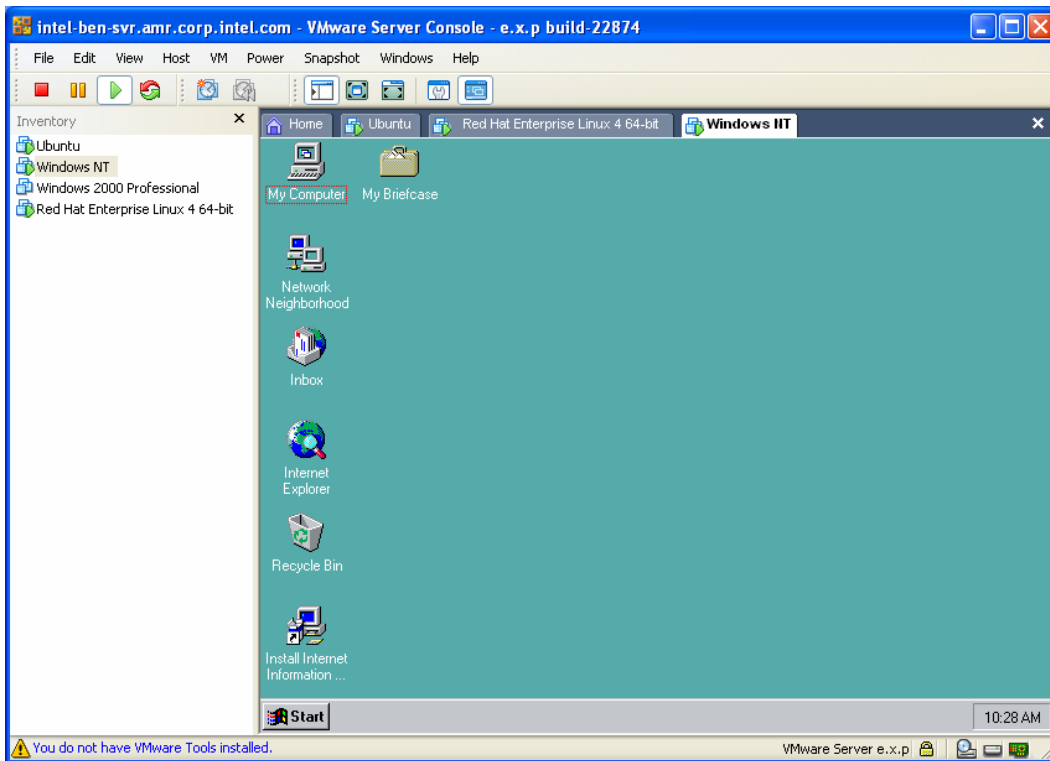 intel-ben-svr.amr.corp.intel.com - VMware Server Console - e.x.p build-22874
File Edit View Host VM Power Snapshot Windows Help
Inventory
Home
Ubuntu
Red Hat Enterprise Linux 4 64-bit
Windows NT
Ubuntu
Windows NT
Windows 2000 Professional
Red Hat Enterprise Linux 4 64-bit
My Computer
My Briefcase
Network
Neighborhood
Inbox
Internet
Explorer
Recycle Bin
Install Internet
Information ...
Start
10:28 AM
You do not have VMware Tools installed.
VMware Server e.x.p